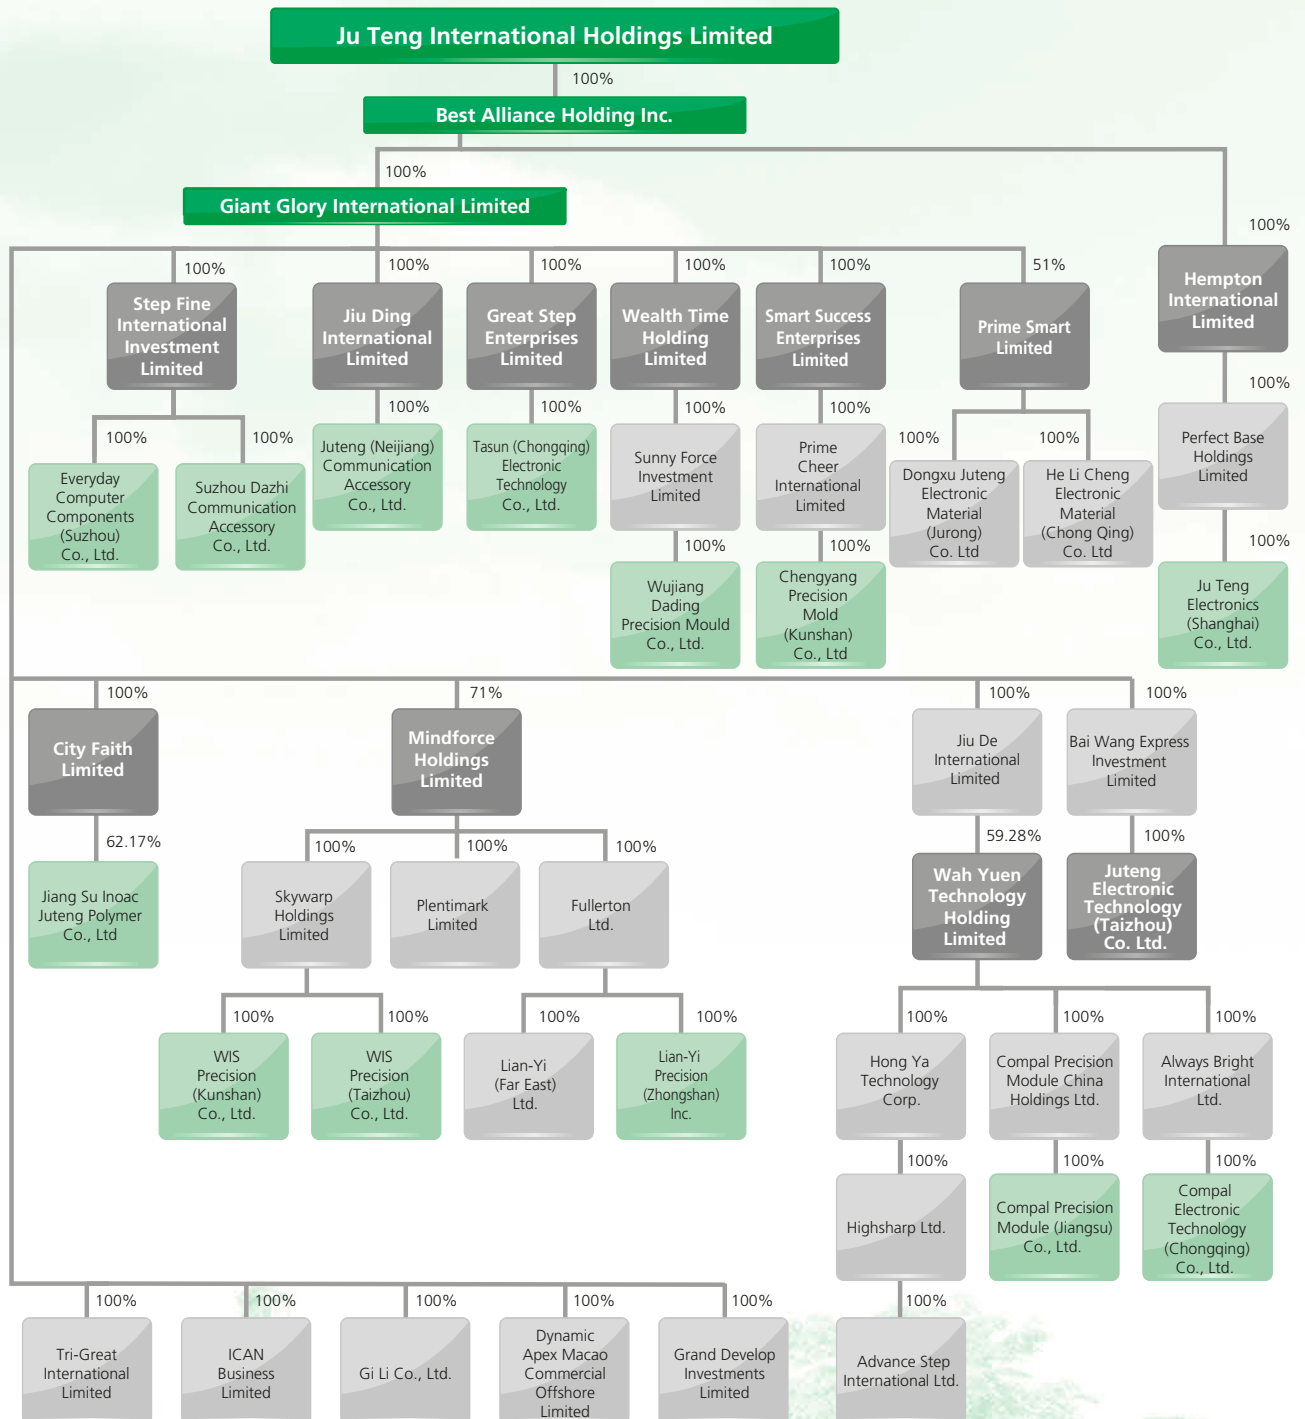 Ju Teng International Holdings Limited
100%
Best Alliance Holding Inc.
100%
Giant Glory International Limited
100%
Hempton
International
Limited
100%
Perfect Base
Holdings
Limited
100%
Ju Teng
Electronics
(Shanghai)
Co., Ltd.
100%
Step Fine
International
Investment
Limited
100%
Everyday
Computer
Components
(Suzhou)
Co., Ltd.
100%
Suzhou Dazhi
Communication
Accessory
Co., Ltd.
100%
Jiu Ding
International
Limited
100%
Juteng (Neijiang)
Communication
Accessory
Co., Ltd.
100%
Great Step
Enterprises
Limited
100%
Tasun (Chongqing)
Electronic
Technology
Co., Ltd.
100%
Wealth Time
Holding
Limited
100%
Sunny Force
Investment
Limited
100%
Wujiang
Dading
Precision Mould
Co., Ltd.
100%
Smart Success
Enterprises
Limited
100%
Prime
Cheer
International
Limited
100%
Chengyang
Precision
Mold
(Kunshan)
Co., Ltd
51%
Prime Smart
Limited
100%
Dongxu Juteng
Electronic
Material
(Jurong)
Co. Ltd
100%
He Li Cheng
Electronic
Material
(Chong Qing)
Co. Ltd
100%
City Faith
Limited
62.17%
Jiang Su Inoac
Juteng Polymer
Co., Ltd
71%
Mindforce
Holdings
Limited
100%
Skywarp
Holdings
Limited
100%
Plentimark
Limited
100%
Fullerton
Ltd.
100%
WIS
Precision
(Kunshan)
Co., Ltd.
100%
WIS
Precision
(Taizhou)
Co., Ltd.
100%
Lian-Yi
(Far East)
Ltd.
100%
Lian-Yi
Precision
(Zhongshan)
Inc.
100%
Jiu De
International
Limited
59.28%
Wah Yuen
Technology
Holding
Limited
100%
Bai Wang Express
Investment
Limited
100%
Juteng
Electronic
Technology
(Taizhou)
Co. Ltd.
100%
Hong Ya
Technology
Corp.
100%
Highsharp Ltd.
100%
Advance Step
International Ltd.
100%
Compal Precision
Module China
Holdings Ltd.
100%
Compal Precision
Module (Jiangsu)
Co., Ltd.
100%
Always Bright
International
Ltd.
100%
Compal
Electronic
Technology
(Chongqing)
Co., Ltd.
100%
Tri-Great
International
Limited
100%
ICAN
Business
Limited
100%
Gi Li Co., Ltd.
100%
Dynamic
Apex Macao
Commercial
Offshore
Limited
100%
Grand Develop
Investments
Limited